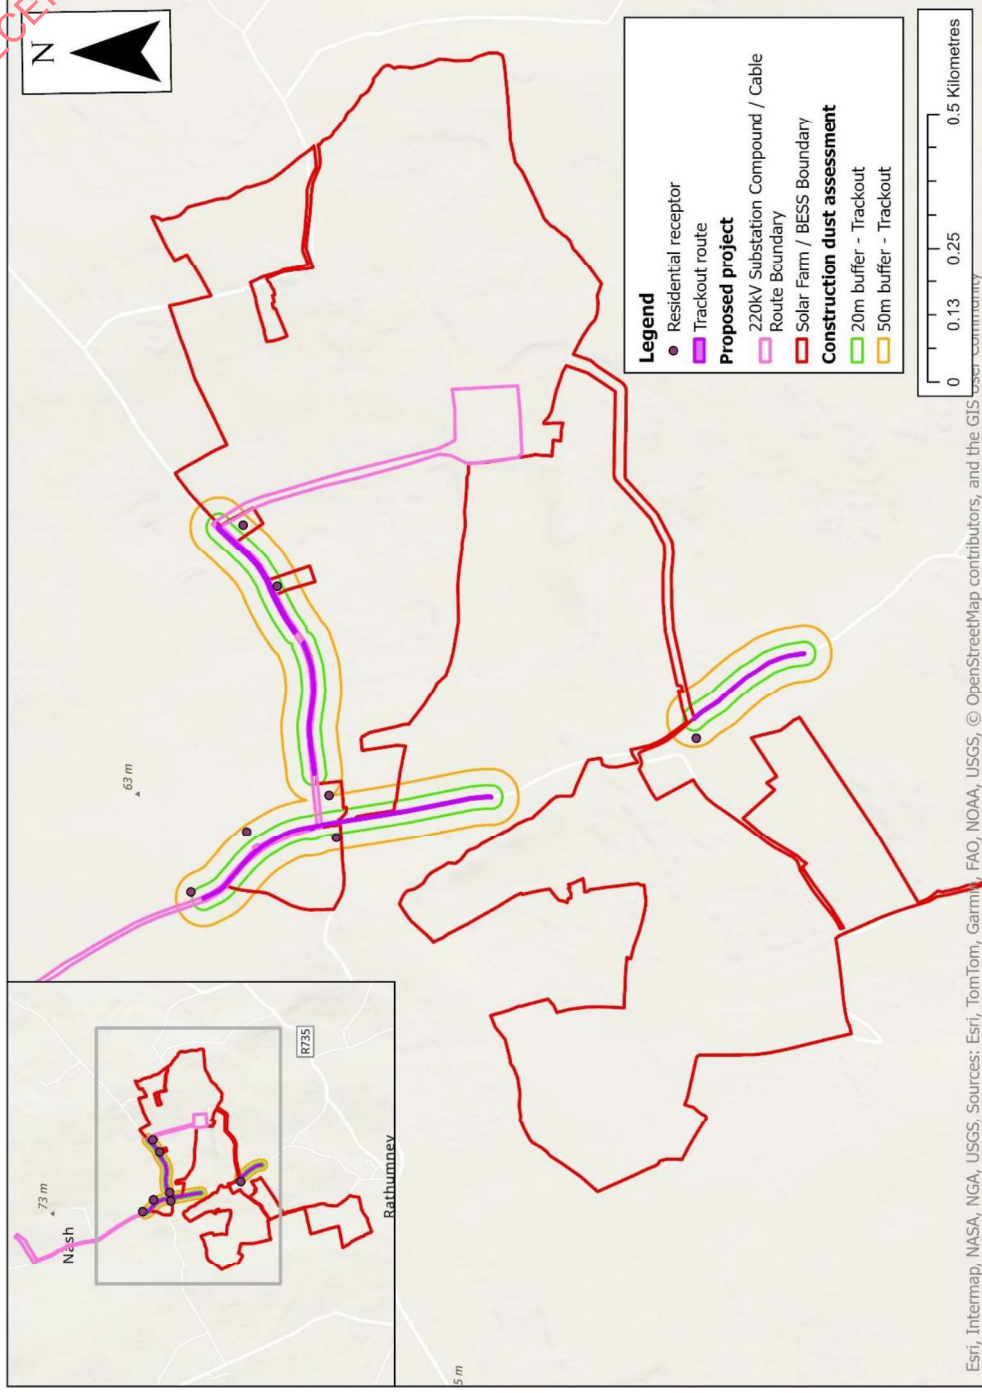 N
Legend
Residential receptor
Trackout route
Proposed project
220kV Substation Compound / Cable
Route Boundary
Solar Farm / BESS Boundary
Construction dust assessment
20m buffer - Trackout
50m buffer - Trackout
0 0.13 0.25 0.5 Kilometres
63 m
73 m
Nash
R735
Rathumney
5 m
Esri, Intermap, NASA, NGA, USGS, Sources: Esri, TomTom, Garmin, FAO, NOAA, USGS, © OpenStreetMap contributors, and the GIS User Community